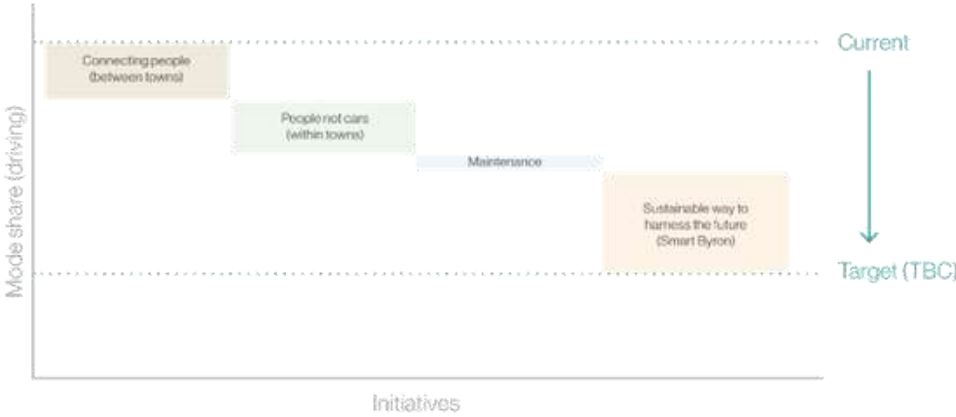 Current
Connecting people
(between towns)
People not cars
(within towns)
Maintenance
Sustainable way to
harness the future
(Smart Byron)
Target (TBC)
Mode share (driving)
Initiatives